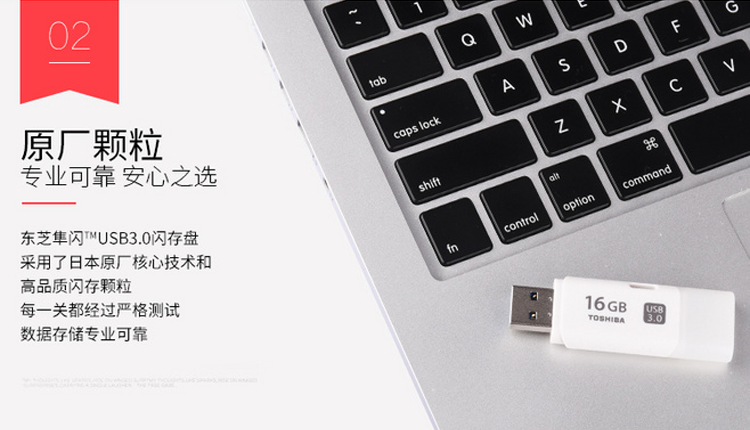 02
原厂颗粒
专业可靠 安心之选
东芝隼闪™USB3.0闪存盘
采用了日本原厂核心技术和
高品质闪存颗粒
每一关都经过严格测试
数据存储专业可靠
~ ` ! 1
tab Q W E R
caps lock A S D F
shift Z X C V
fn control alt option ⌘ command
16GB USB 3.0
TOSHIBA